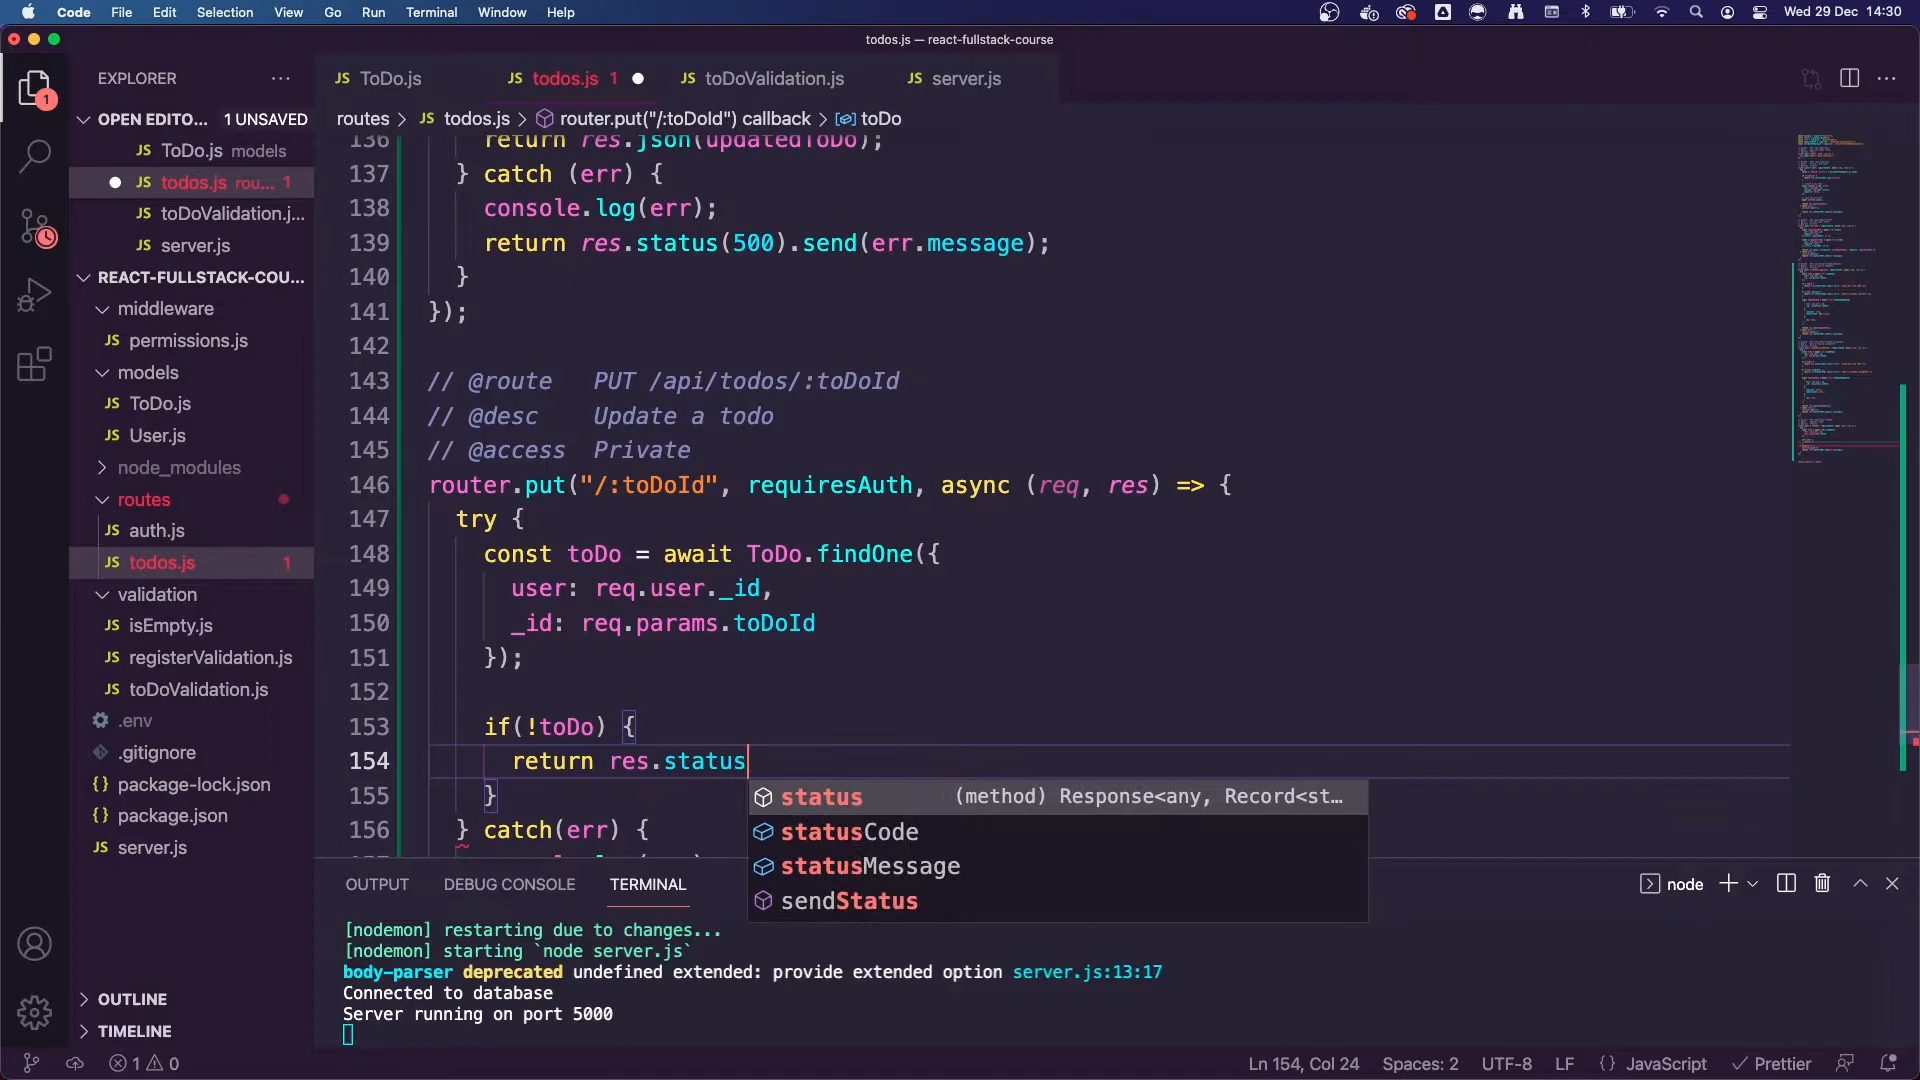 Code File Edit Selection View Go Run Terminal Window Help Wed 29 Dec 14:30
todos.js — react-fullstack-course
EXPLORER
ToDo.js todos.js 1 toDoValidation.js server.js
OPEN EDITO... 1 UNSAVED
routes > JS todos.js > router.put("/:toDoId") callback > toDo
JS ToDo.js models
JS todos.js rou... 1
JS toDoValidation.j...
JS server.js
REACT-FULLSTACK-COU...
middleware
JS permissions.js
models
JS ToDo.js
JS User.js
node_modules
routes
JS auth.js
JS todos.js 1
validation
JS isEmpty.js
JS registerValidation.js
JS toDoValidation.js
.env
.gitignore
{} package-lock.json
{} package.json
JS server.js
OUTLINE
TIMELINE
136 return res.json(updatedToDo);
137 } catch (err) {
138 console.log(err);
139 return res.status(500).send(err.message);
140 }
141 });
142
143 // @route PUT /api/todos/:toDoId
144 // @desc Update a todo
145 // @access Private
146 router.put("/:toDoId", requiresAuth, async (req, res) => {
147 try {
148 const toDo = await ToDo.findOne({
149 user: req.user._id,
150 _id: req.params.toDoId
151 });
152
153 if(!toDo) {
154 return res.status
155 }
156 } catch(err) {
status (method) Response<any, Record<st...
statusCode
statusMessage
sendStatus
OUTPUT DEBUG CONSOLE TERMINAL node
[nodemon] restarting due to changes...
[nodemon] starting `node server.js`
body-parser deprecated undefined extended: provide extended option server.js:13:17
Connected to database
Server running on port 5000
1 0 Ln 154, Col 24 Spaces: 2 UTF-8 LF {} JavaScript Prettier